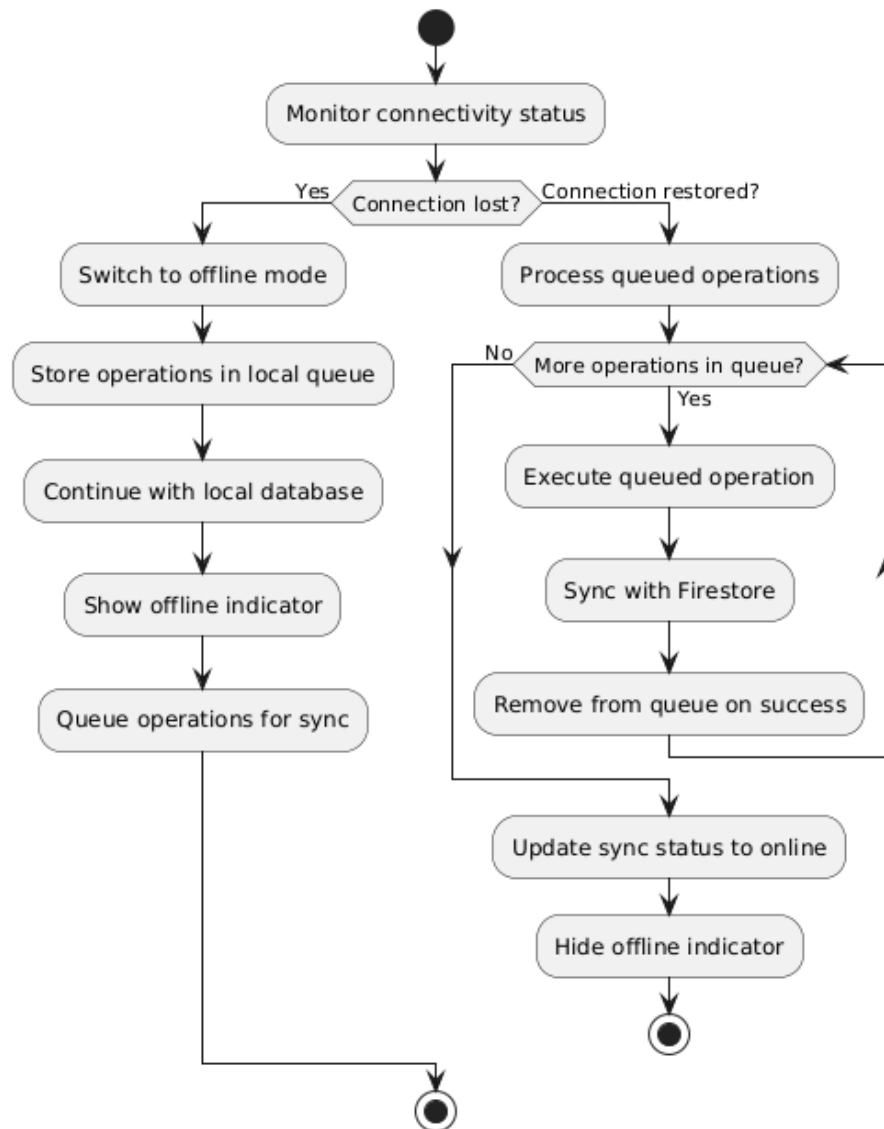 Monitor connectivity status
Yes
Connection lost?
Connection restored?
Switch to offline mode
Store operations in local queue
Continue with local database
Show offline indicator
Queue operations for sync
Process queued operations
No
More operations in queue?
Yes
Execute queued operation
Sync with Firestore
Remove from queue on success
Update sync status to online
Hide offline indicator